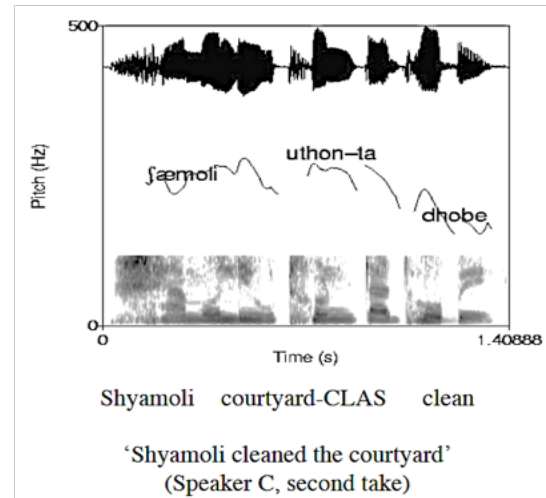 500
Pitch (Hz)
ʃæmoli
uthon–ta
dhobe
0
0
1.40888
Time (s)
Shyamoli courtyard-CLAS clean
‘Shyamoli cleaned the courtyard’
(Speaker C, second take)